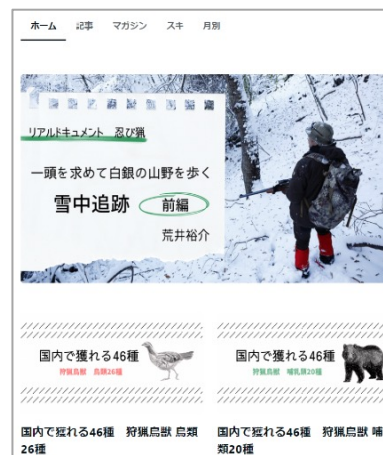 ホーム 記事 マガジン スキ 月別
リアルドキュメント 忍び猟
一頭を求めて白銀の山野を歩く
雪中追跡 前編
荒井裕介
国内で獲れる46種
狩猟鳥獣 鳥類26種
国内で獲れる46種
狩猟鳥獣 哺乳類20種
国内で獲れる46種 狩猟鳥獣 鳥類
26種
国内で獲れる46種 狩猟鳥獣 哺
類20種